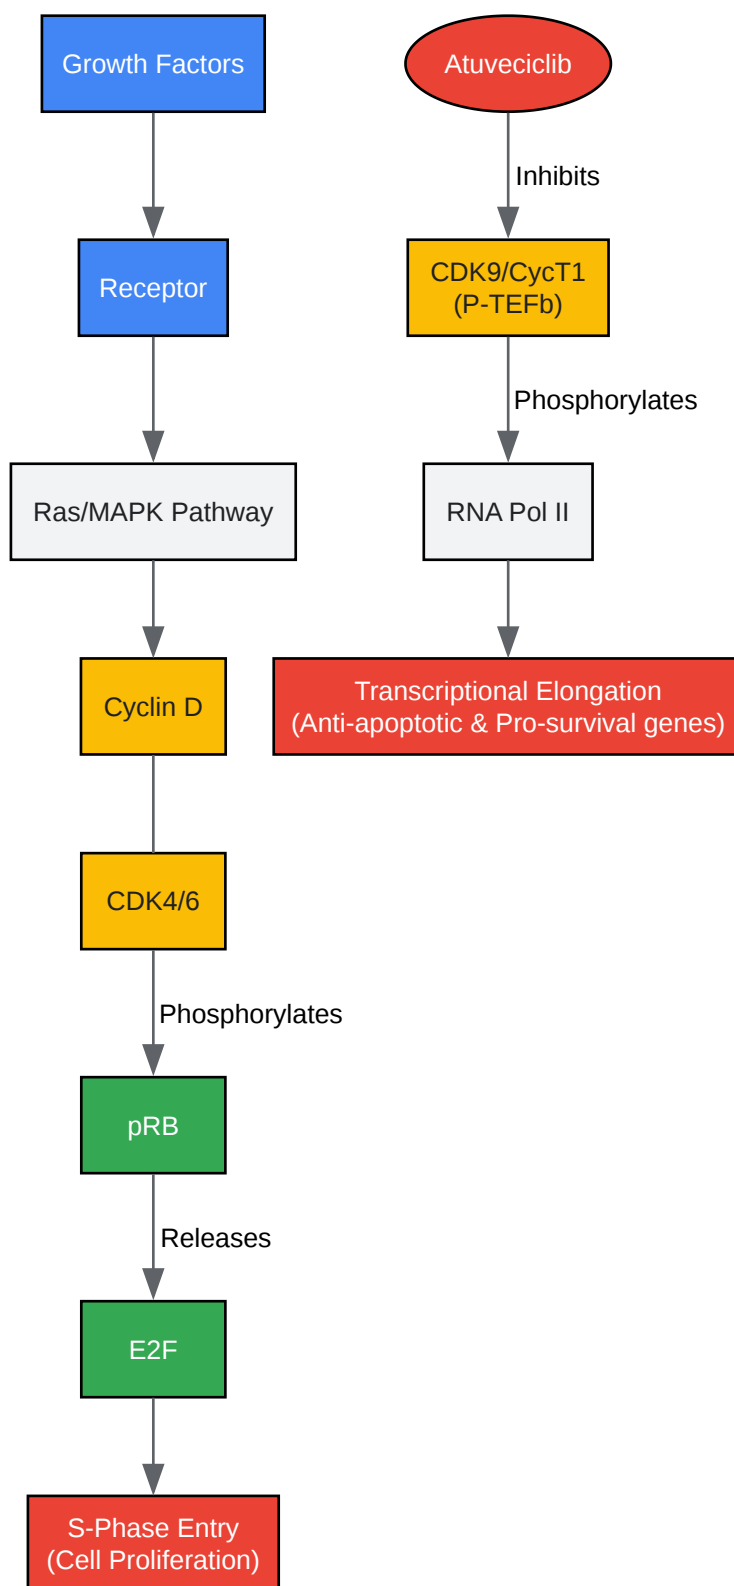 Growth Factors
Receptor
Ras/MAPK Pathway
Cyclin D
CDK4/6
Phosphorylates
pRB
Releases
E2F
S-Phase Entry
(Cell Proliferation)
Atuveciclib
Inhibits
CDK9/CycT1
(P-TEFb)
Phosphorylates
RNA Pol II
Transcriptional Elongation
(Anti-apoptotic & Pro-survival genes)